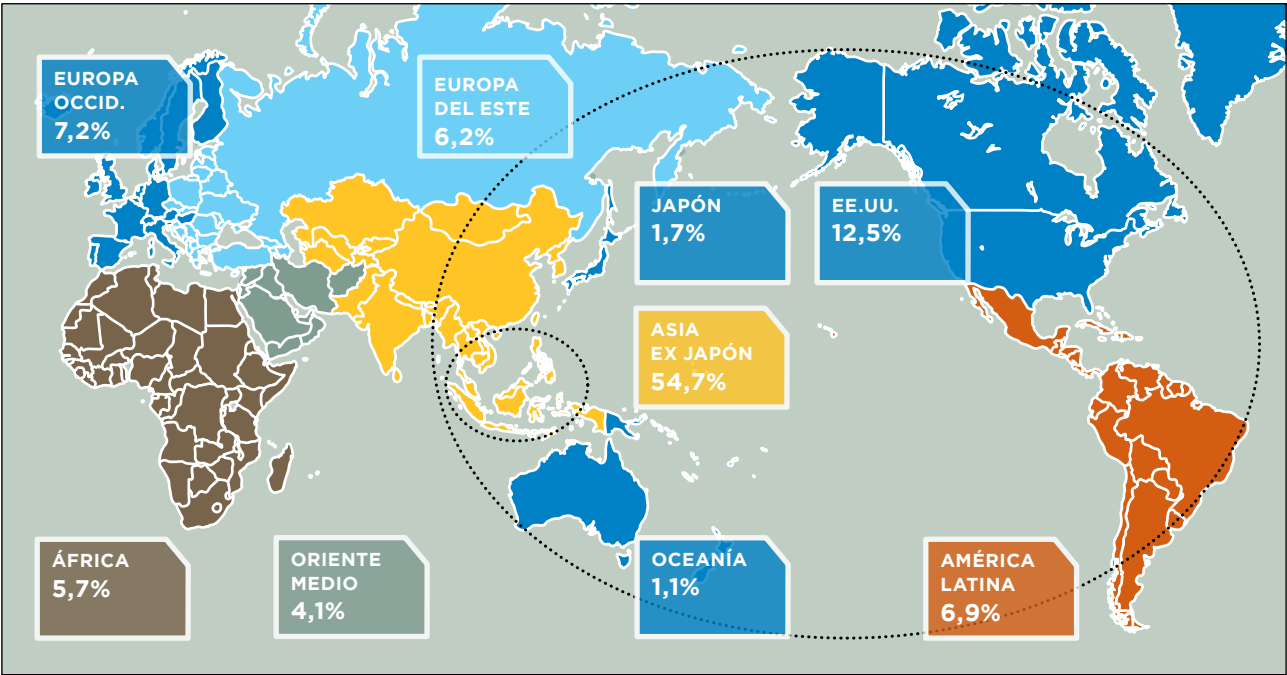 EUROPA
OCCID.
7,2%
EUROPA
DEL ESTE
6,2%
JAPÓN
1,7%
EE.UU.
12,5%
ASIA
EX JAPÓN
54,7%
ÁFRICA
5,7%
ORIENTE
MEDIO
4,1%
OCEANÍA
1,1%
AMÉRICA
LATINA
6,9%